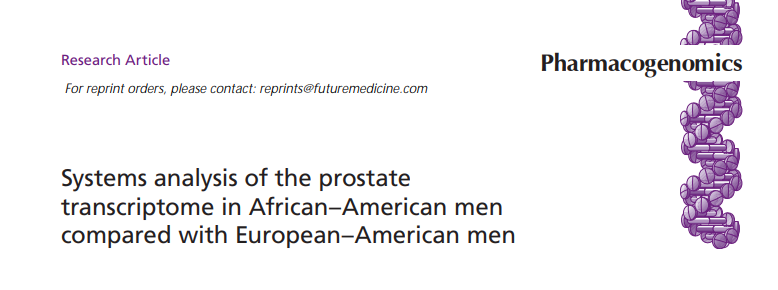 Research Article
Pharmacogenomics
For reprint orders, please contact: reprints@futuremedicine.com
Systems analysis of the prostate
transcriptome in African–American men
compared with European–American men